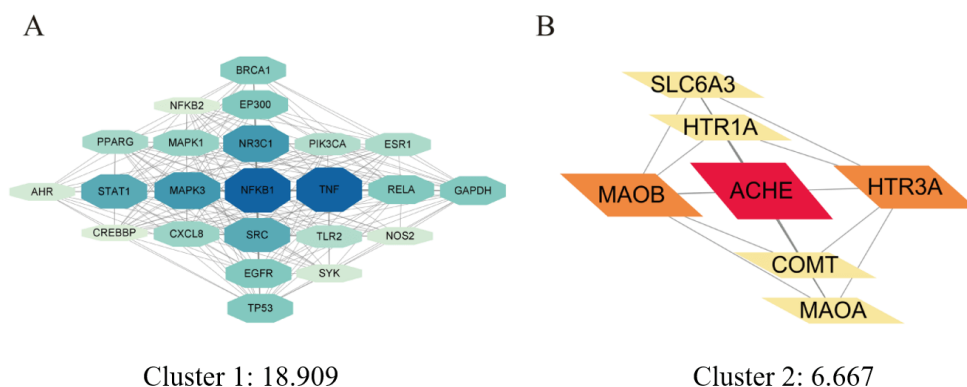 A
BRCA1
NFKB2
EP300
PPARG
MAPK1
NR3C1
PIK3CA
ESR1
AHR
STAT1
MAPK3
NFKB1
TNF
RELA
GAPDH
CREBBP
CXCL8
SRC
TLR2
NOS2
EGFR
SYK
TP53
Cluster 1: 18.909
B
SLC6A3
HTR1A
MAOB
ACHE
HTR3A
COMT
MAOA
Cluster 2: 6.667